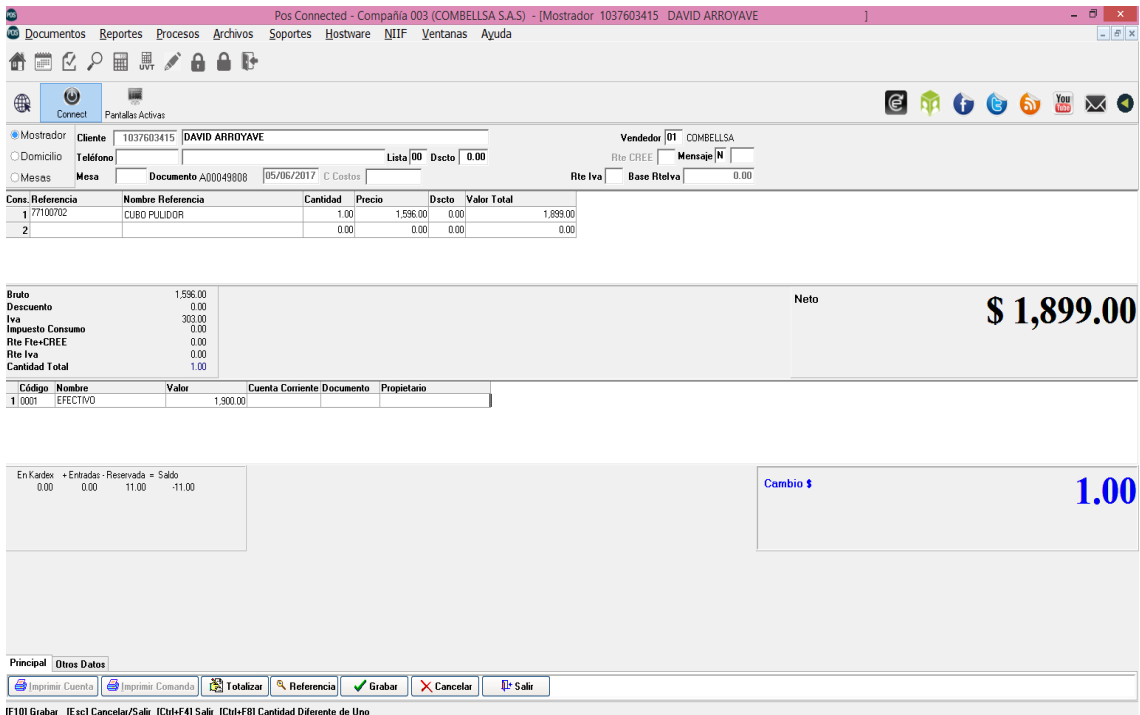 POS Pos Connected - Compañía 003 (COMBELLSA S.A.S) - [Mostrador 1037603415 DAVID ARROYAVE ]
POS Documentos Reportes Procesos Archivos Soportes Hostware NIIF Ventanas Ayuda
UVT
Connect Pantallas Activas You Tube
Mostrador Cliente 1037603415 DAVID ARROYAVE Vendedor 01 COMBELLSA
Domicilio Teléfono Lista 00 Dscto 0.00 Rte CREE Mensaje N
Mesas Mesa Documento A00049808 05/06/2017 C Costos Rte Iva Base RteIva 0.00
Cons. Referencia Nombre Referencia Cantidad Precio Dscto Valor Total
1 77100702 CUBO PULIDOR 1.00 1,596.00 0.00 1,899.00
2 0.00 0.00 0.00 0.00
Bruto 1,596.00 Neto $ 1,899.00
Descuento 0.00
Iva 303.00
Impuesto Consumo 0.00
Rte Fte+CREE 0.00
Rte Iva 0.00
Cantidad Total 1.00
Código Nombre Valor Cuenta Corriente Documento Propietario
1 0001 EFECTIVO 1,900.00
En Kardex + Entradas - Reservada = Saldo
0.00 0.00 11.00 -11.00
Cambio $ 1.00
Principal Otros Datos
Imprimir Cuenta Imprimir Comanda Totalizar Referencia Grabar Cancelar Salir
[F10] Grabar [Esc] Cancelar/Salir [Ctrl+F4] Salir [Ctrl+F8] Cantidad Diferente de Uno